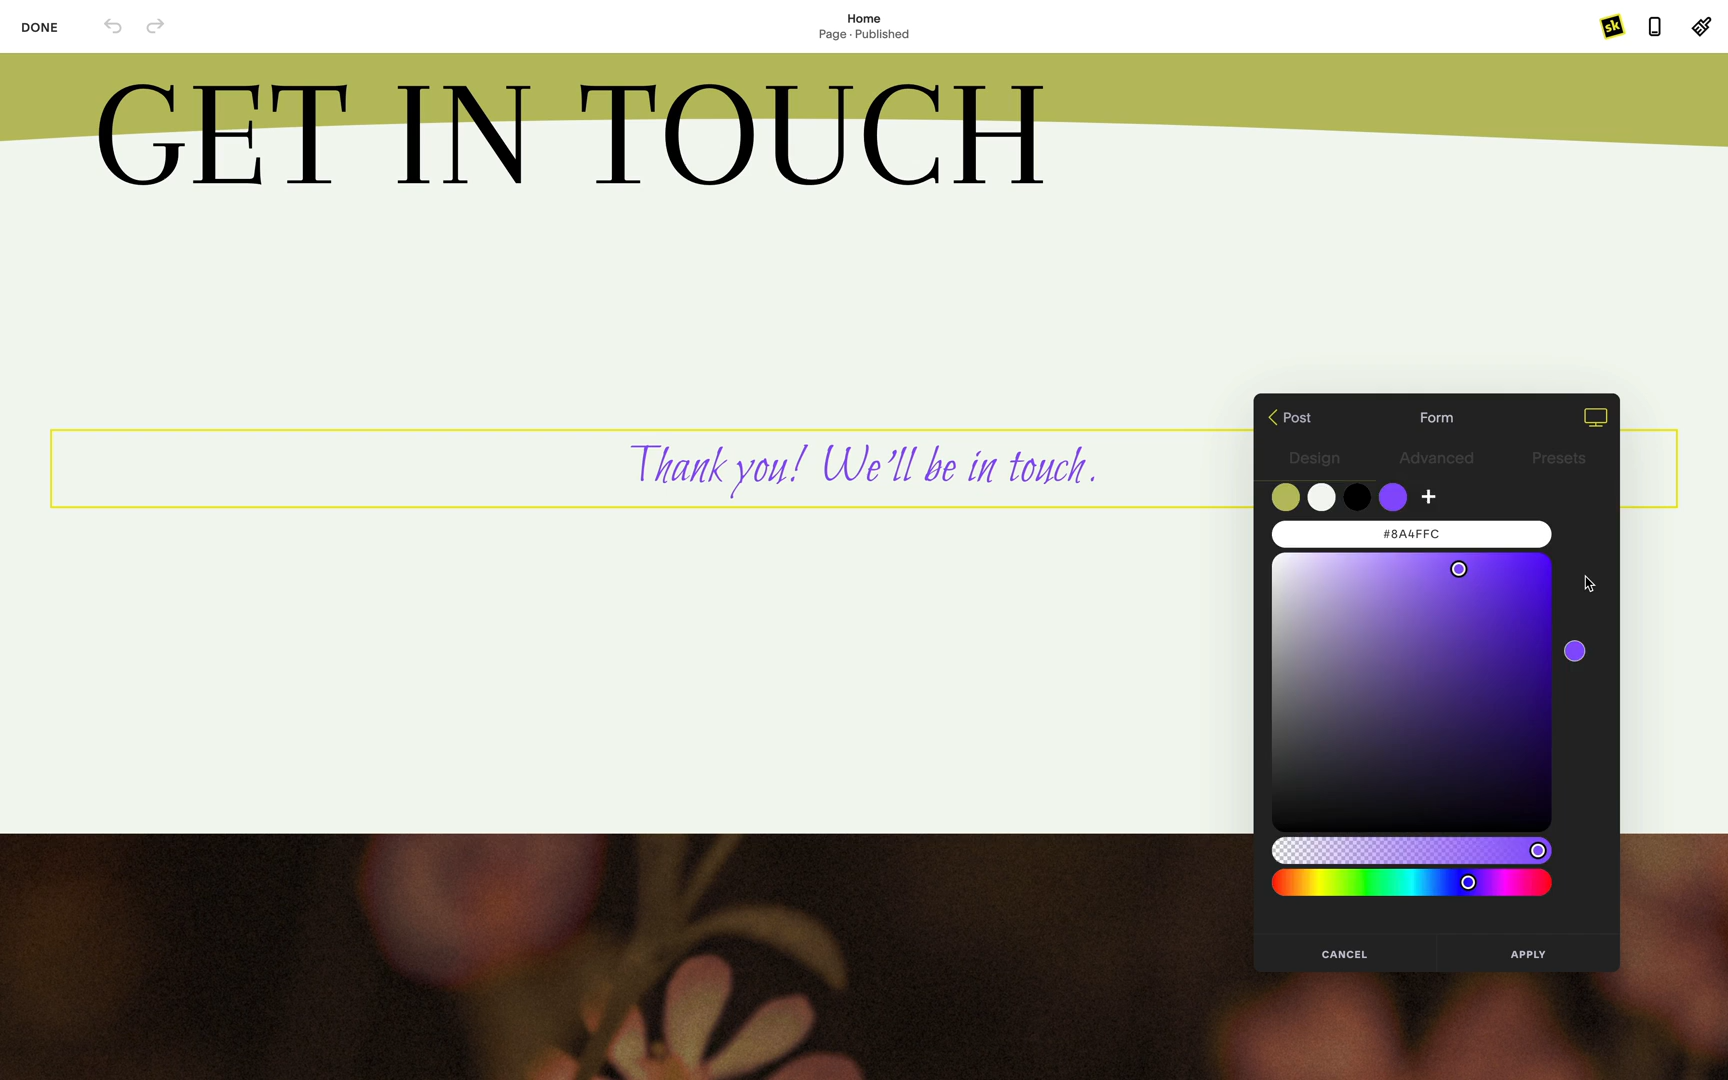 DONE
Home
Page · Published
sk
GET IN TOUCH
Thank you! We'll be in touch.
Post
Form
Design
Advanced
Presets
+
#8A4FFC
CANCEL
APPLY